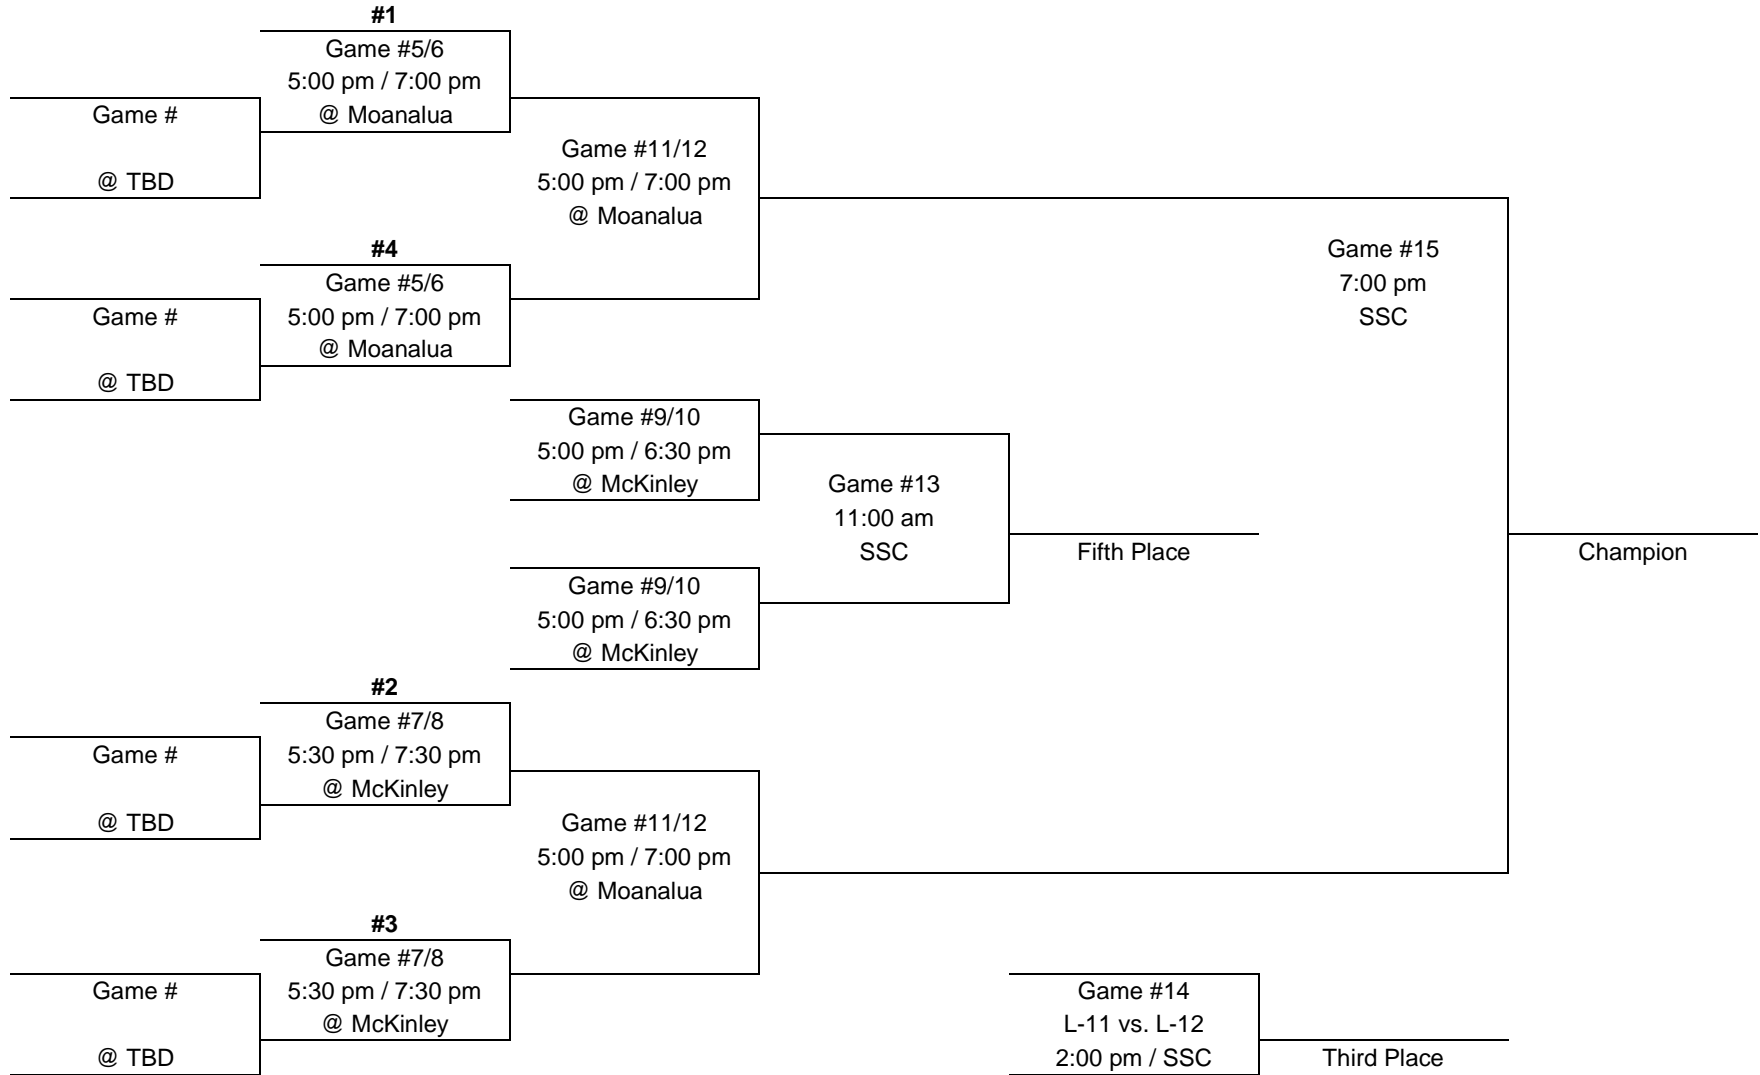 #1
Game #5/6
5:00 pm / 7:00 pm
@ Moanalua
Game #
@ TBD
Game #11/12
5:00 pm / 7:00 pm
@ Moanalua
#4
Game #5/6
5:00 pm / 7:00 pm
@ Moanalua
Game #
@ TBD
Game #15
7:00 pm
SSC
Game #9/10
5:00 pm / 6:30 pm
@ McKinley
Game #13
11:00 am
SSC
Fifth Place
Champion
Game #9/10
5:00 pm / 6:30 pm
@ McKinley
#2
Game #7/8
5:30 pm / 7:30 pm
@ McKinley
Game #
@ TBD
Game #11/12
5:00 pm / 7:00 pm
@ Moanalua
#3
Game #7/8
5:30 pm / 7:30 pm
@ McKinley
Game #
@ TBD
Game #14
L-11 vs. L-12
2:00 pm / SSC
Third Place